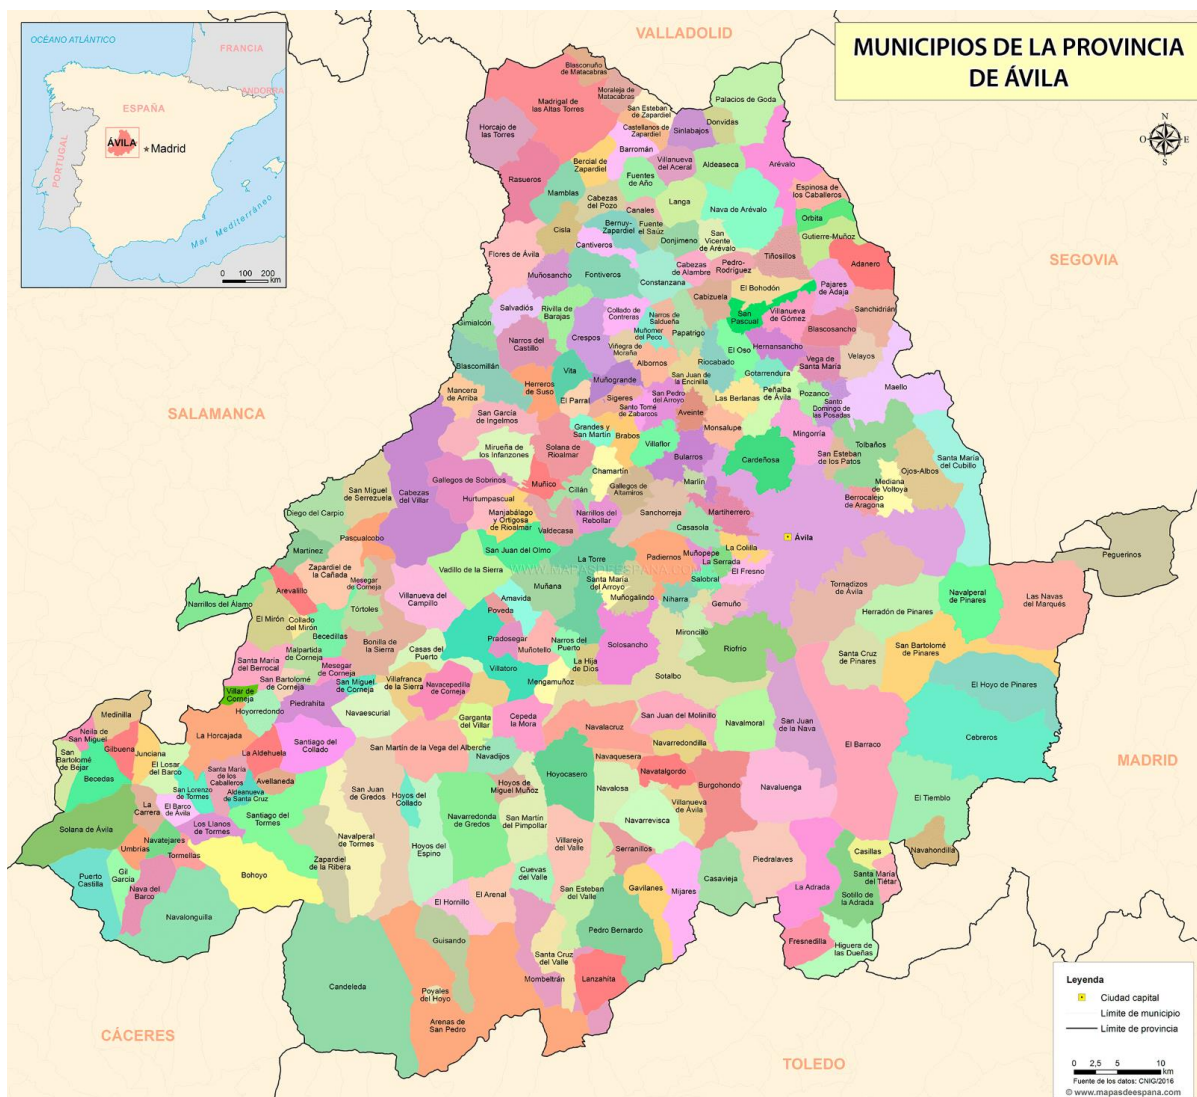 MUNICIPIOS DE LA PROVINCIA
DE ÁVILA
OCÉANO ATLÁNTICO
FRANCIA
ANDORRA
ESPAÑA
PORTUGAL
ÁVILA
Madrid
Mar Mediterráneo
0 100 200
km
N
O E
S
VALLADOLID
SEGOVIA
SALAMANCA
MADRID
CÁCERES
TOLEDO
Blasconuño
de Matacabras
Moraleja de
Matacabras
Madrigal de
las Altas Torres
Palacios de Goda
San Esteban
de Zapardiel
Horcajo de
las Torres
Castellanos de
Zapardiel
Sinlabajos
Donvidas
Barromán
Bercial de
Zapardiel
Villanueva
del Aceral
Aldeaseca
Arévalo
Rasueros
Fuentes
de Año
Mamblas
Espinosa de
los Caballeros
Cabezas
del Pozo
Canales
Langa
Nava de Arévalo
Orbita
Cisla
Bernuy-
Zapardiel
Fuente
el Saúz
Donjimeno
San
Vicente
de Arévalo
Gutierre-Muñoz
Flores de Ávila
Cantiveros
Tiñosillos
Adanero
Muñosancho
Fontiveros
Constanzana
Cabezas
de Alambre
Pedro-
Rodríguez
El Bohodón
Pajares
de Adaja
Cabizuela
Salvadiós
Rivilla de
Barajas
Collado de
Contreras
Narros de
Saldueña
San
Pascual
Villanueva
de Gómez
Sanchidrián
Gimialcón
Crespos
Muñomer
del Peco
Papatrigo
Blascosancho
Narros del
Castillo
Viñegra de
Moraña
El Oso
Hernansancho
Velayos
Blascomillán
Vita
Albornos
Riocabado
Vega de
Santa María
Gotarrendura
Muñogrande
San Juan de
la Encinilla
Maello
Mancera
de Arriba
Herreros
de Suso
El Parral
Sigeres
San Pedro
del Arroyo
Las Berlanas
Peñalba
de Ávila
Pozanco
Santo
Domingo de
las Posadas
Santo Tomé
de Zabarcos
Aveinte
San García
de Ingelmos
Grandes y
San Martín
Brabos
Monsalupe
Mingorría
Mirueña de
los Infanzones
Solana de
Rioalmar
Villaflor
Bularros
Cardeñosa
San Esteban
de los Patos
Tolbaños
Santa María
del Cubillo
Ojos-Albos
Chamartín
Gallegos de Sobrinos
Muñico
Cillán
Gallegos de
Altamiros
Marlín
Mediana
de Voltoya
San Miguel
de Serrezuela
Cabezas
del Villar
Hurtumpascual
Berrocalejo
de Aragona
Diego del Carpio
Manjabálago
y Ortigosa
de Rioalmar
Narrillos del
Rebollar
Sanchorreja
Martiherrero
Valdecasa
Casasola
Pascualcobo
Ávila
Martínez
San Juan del Olmo
La Torre
Padiernos
Muñopepe
La Colilla
La Serrada
Peguerinos
WWW.MAPASDEESPANA.COM
Zapardiel de
la Cañada
Vadillo de la Sierra
El Fresno
Mesegar
de Corneja
Muñana
Santa María
del Arroyo
Salobral
Tornadizos
de Ávila
Navalperal
de Pinares
Las Navas
del Marqués
Arevalillo
Villanueva del
Campillo
Amavida
Muñogalindo
Niharra
Gemuño
Narrillos del Álamo
Tórtoles
Poveda
Herradón de Pinares
El Mirón
Collado
del Mirón
Becedillas
Pradosegar
Mironcillo
Bonilla de
la Sierra
Narros del
Puerto
Solosancho
Riofrío
Santa Cruz
de Pinares
San Bartolomé
de Pinares
Malpartida
de Corneja
Casas del
Puerto
Muñotello
Santa María
del Berrocal
Mesegar
de Corneja
Villatoro
La Hija
de Dios
Sotalbo
San Bartolomé
de Corneja
San Miguel
de Corneja
Villafranca
de la Sierra
Navacepedilla
de Corneja
Mengamuñoz
El Hoyo de Pinares
Villar de
Corneja
Hoyorredondo
Piedrahíta
Navaescurial
Garganta
del Villar
Cepeda
la Mora
San Juan del Molinillo
Navalmoral
San Juan
de la Nava
Medinilla
Navalacruz
Cebreros
Neila de
San Miguel
La Horcajada
Navarredondilla
El Barraco
Gilbuena
Junciana
La Aldehuela
Santiago del
Collado
San Martín de la Vega del Alberche
Navadijos
Navaquesera
San
Bartolomé
de Béjar
El Losar
del Barco
Santa María
de los
Caballeros
Hoyocasero
Navatalgordo
Becedas
Avellaneda
San Juan
de Gredos
Hoyos del
Collado
Hoyos de
Miguel Muñoz
Navalosa
Burgohondo
Navaluenga
San Lorenzo
de Tormes
Aldeanueva
de Santa Cruz
El Tiemblo
La
Carrera
El Barco
de Ávila
Santiago del
Tormes
Villanueva
de Ávila
Los Llanos
de Tormes
Navarredonda
de Gredos
San Martín
del Pimpollar
Navarrevisca
Solana de Ávila
Navatejares
Navalperal
de Tormes
Hoyos del
Espino
Villarejo
del Valle
Serranillos
Navahondilla
Umbrías
Tormellas
Casillas
Zapardiel
de la Ribera
Piedralaves
Puerto
Castilla
Gil
García
Bohoyo
Cuevas
del Valle
Casavieja
Santa María
del Tiétar
Nava del
Barco
El Arenal
San Esteban
del Valle
Gavilanes
Mijares
La Adrada
Sotillo de
la Adrada
El Hornillo
Navalonguilla
Pedro Bernardo
Guisando
Fresnedilla
Higuera de
las Dueñas
Santa Cruz
del Valle
Mombeltrán
Lanzahíta
Candeleda
Poyales
del Hoyo
Arenas de
San Pedro
Leyenda
Ciudad capital
Límite de municipio
Límite de provincia
0 2,5 5 10
km
Fuente de los datos: CNIG/2016
© www.mapasdeespana.com